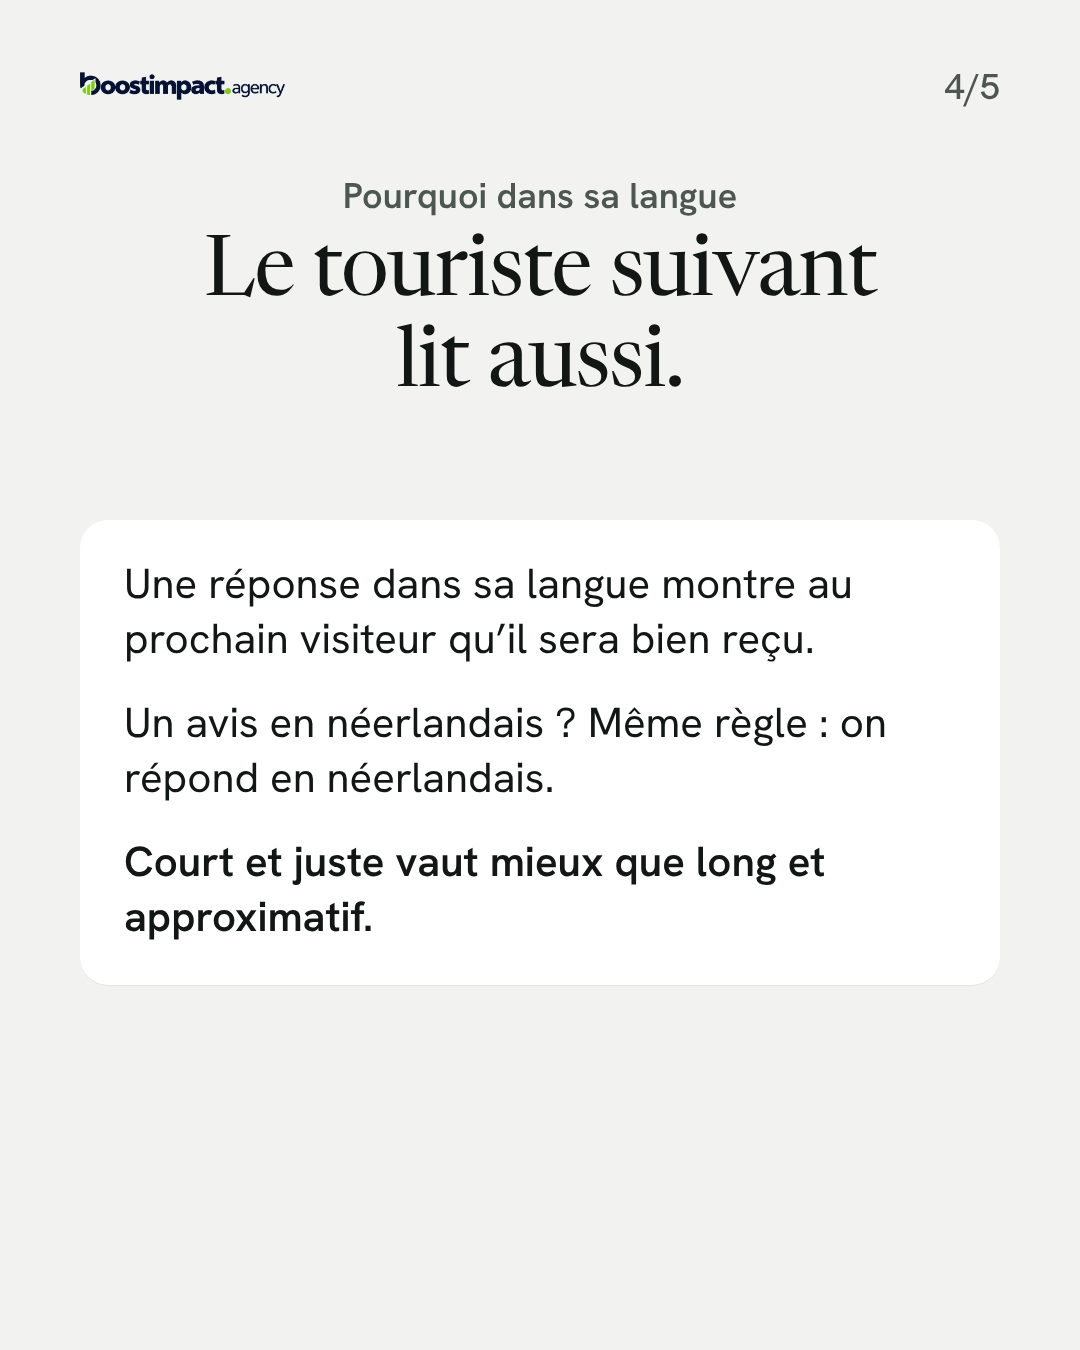 boostimpact.agency
4/5
Pourquoi dans sa langue
Le touriste suivant
lit aussi.
Une réponse dans sa langue montre au
prochain visiteur qu’il sera bien reçu.
Un avis en néerlandais ? Même règle : on
répond en néerlandais.
Court et juste vaut mieux que long et
approximatif.